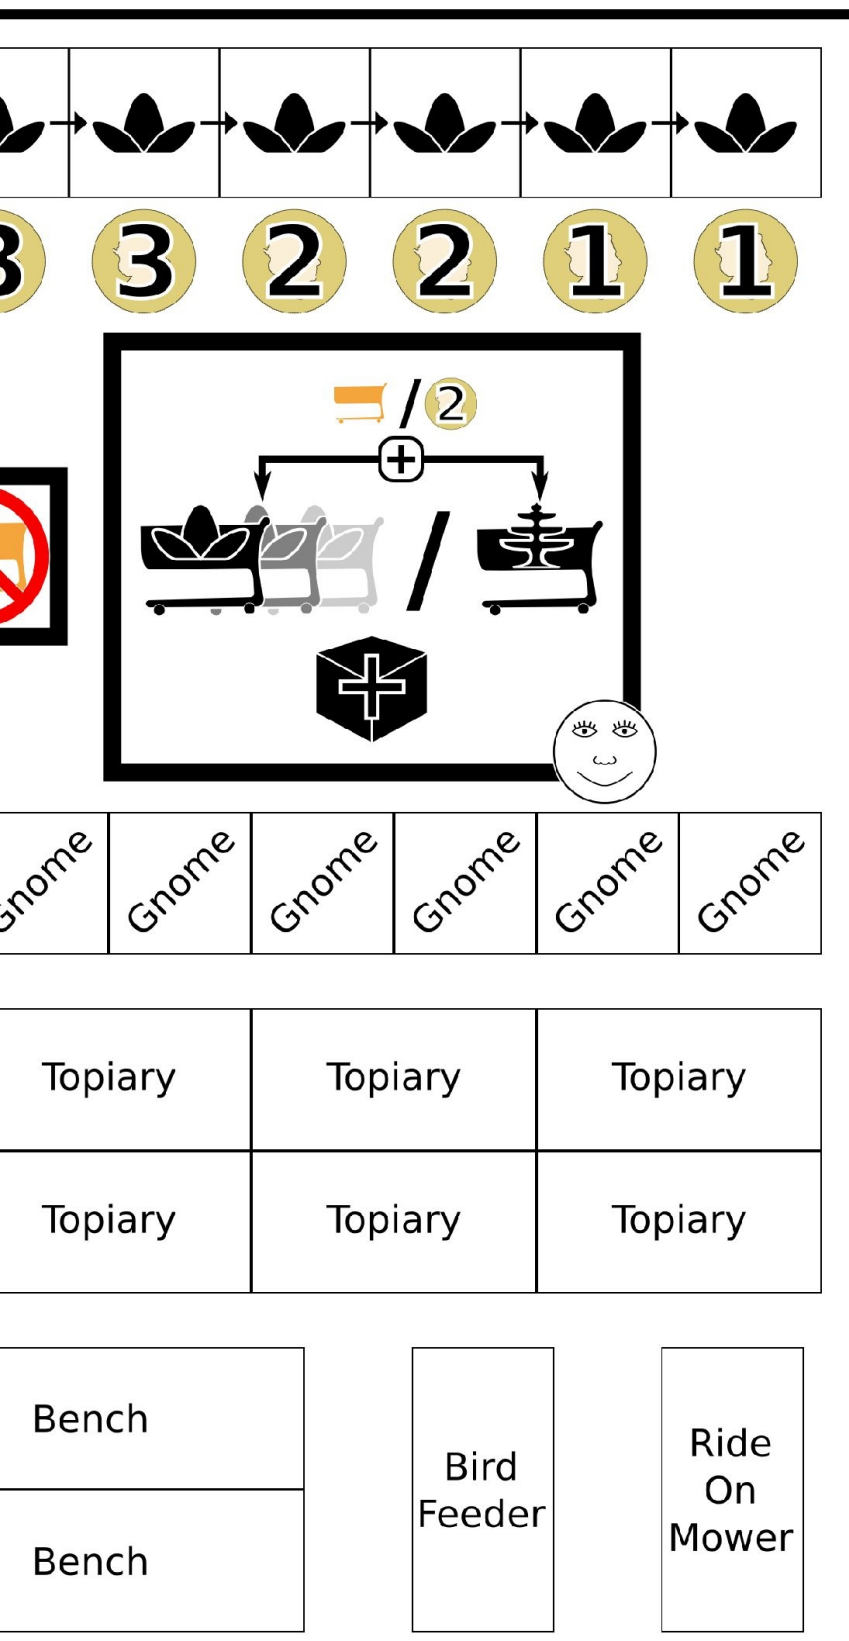 3 3 2 2 1 1
/ 2
+
/
Gnome Gnome Gnome Gnome Gnome Gnome
Topiary Topiary Topiary
Topiary Topiary Topiary
Bench
Bench
Bird
Feeder
Ride
On
Mower